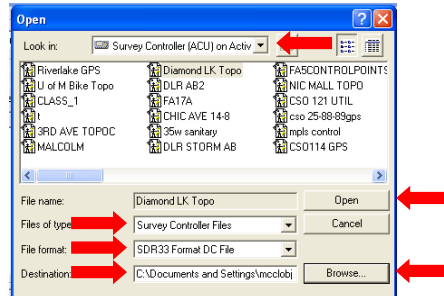 Open
Look in: Survey Controller (ACU) on Activ
Riverlake GPS Diamond LK Topo FA5CONTROLPOINTS
U of M Bike Topo DLR AB2 NIC MALL TOPO
CLASS_1 FA17A CSO 121 UTIL
t CHIC AVE 14-8 cso 25-88-89gps
3RD AVE TOPOC 35w sanitary mpls control
MALCOLM DLR STORM AB CSO114 GPS
File name: Diamond LK Topo Open
Files of type Survey Controller Files Cancel
File format: SDR33 Format DC File
Destination: C:\Documents and Settings\mcclobj Browse...